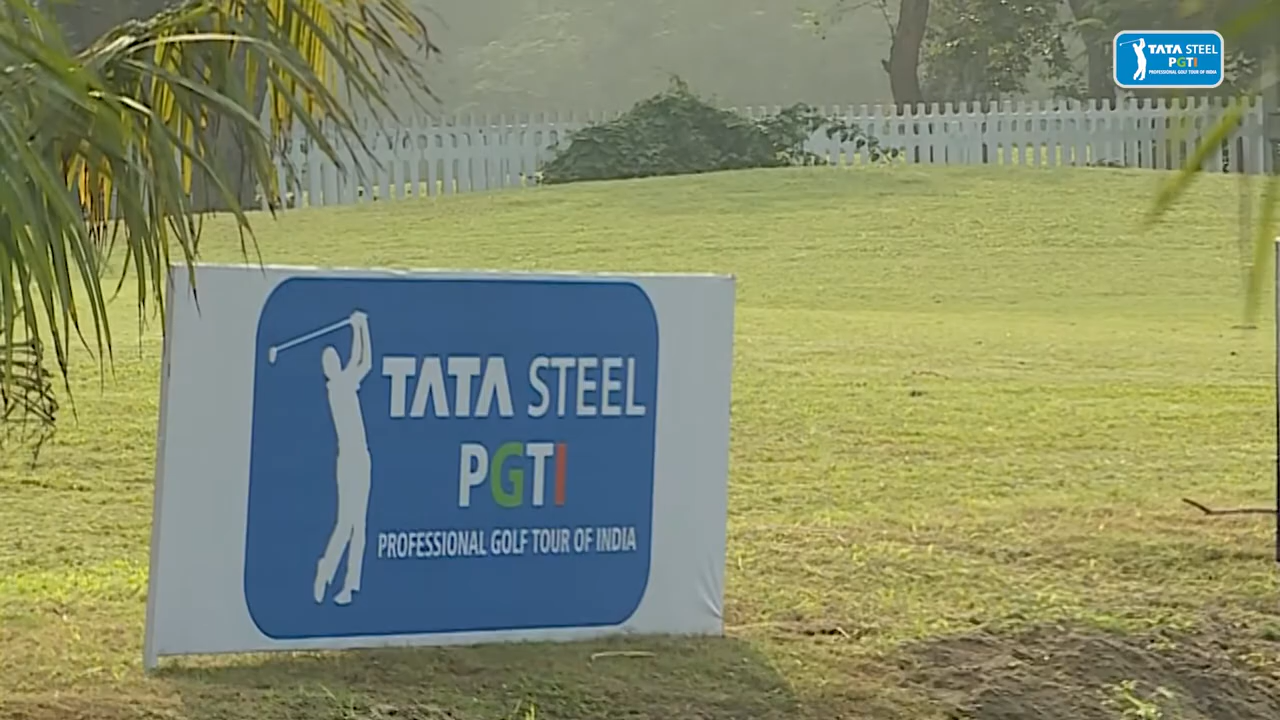 TATA STEEL
PGTI
PROFESSIONAL GOLF TOUR OF INDIA
TATA STEEL
PGTI
PROFESSIONAL GOLF TOUR OF INDIA